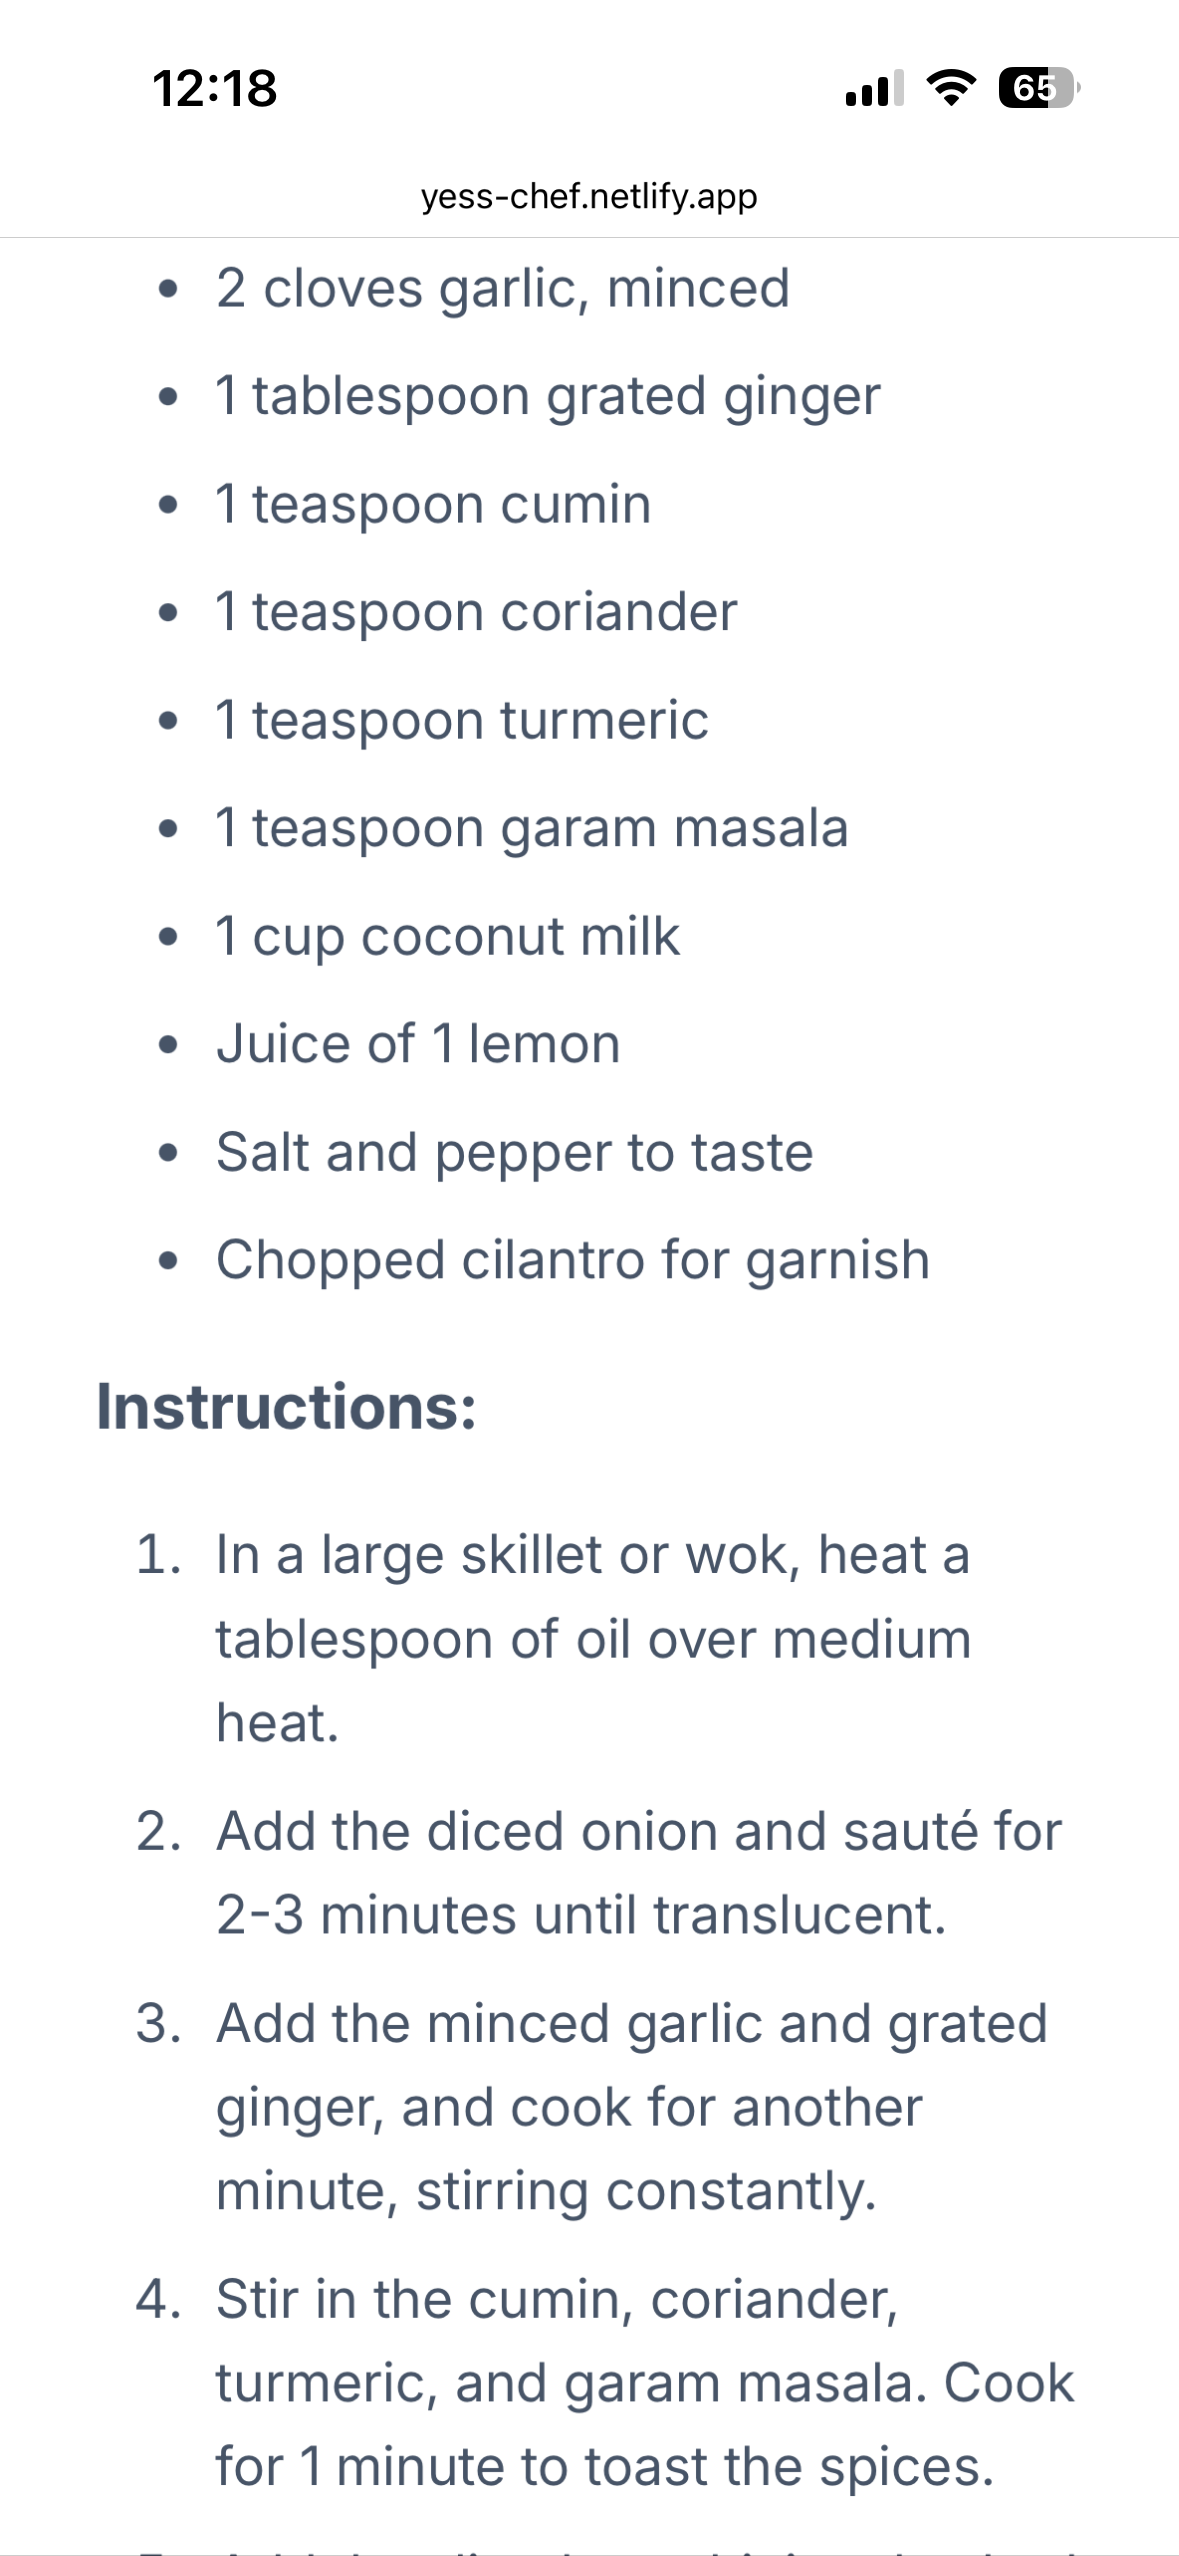 12:18
65
yess-chef.netlify.app
• 2 cloves garlic, minced
• 1 tablespoon grated ginger
• 1 teaspoon cumin
• 1 teaspoon coriander
• 1 teaspoon turmeric
• 1 teaspoon garam masala
• 1 cup coconut milk
• Juice of 1 lemon
• Salt and pepper to taste
• Chopped cilantro for garnish
Instructions:
1. In a large skillet or wok, heat a
tablespoon of oil over medium
heat.
2. Add the diced onion and sauté for
2-3 minutes until translucent.
3. Add the minced garlic and grated
ginger, and cook for another
minute, stirring constantly.
4. Stir in the cumin, coriander,
turmeric, and garam masala. Cook
for 1 minute to toast the spices.